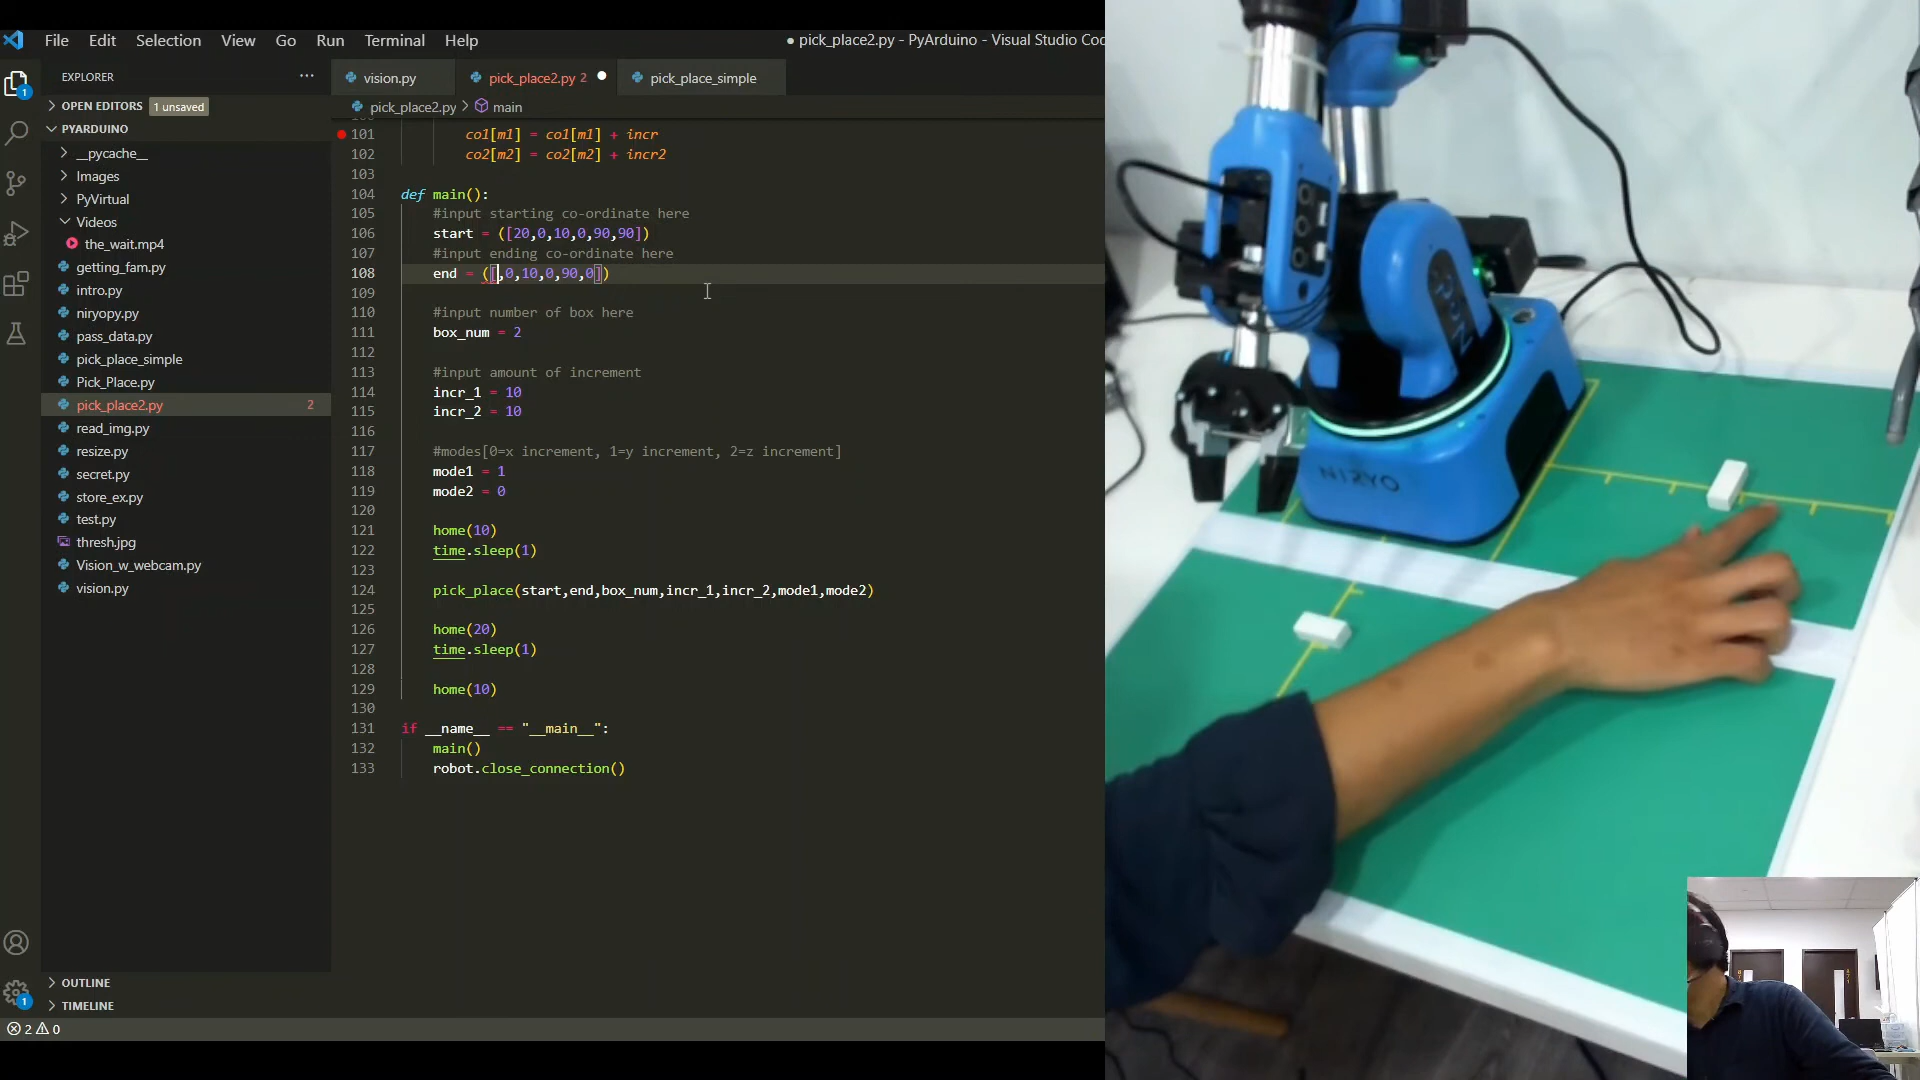 File Edit Selection View Go Run Terminal Help
● pick_place2.py - PyArduino - Visual Studio Cod
EXPLORER ···
OPEN EDITORS 1 unsaved
PYARDUINO
__pycache__
Images
PyVirtual
Videos
the_wait.mp4
getting_fam.py
intro.py
niryopy.py
pass_data.py
pick_place_simple
Pick_Place.py
pick_place2.py 2
read_img.py
resize.py
secret.py
store_ex.py
test.py
thresh.jpg
Vision_w_webcam.py
vision.py
OUTLINE
TIMELINE
1
1
2 0
vision.py pick_place2.py 2 ● pick_place_simple
pick_place2.py > main
101 co1[m1] = co1[m1] + incr
102 co2[m2] = co2[m2] + incr2
103
104 def main():
105 #input starting co-ordinate here
106 start = ([20,0,10,0,90,90])
107 #input ending co-ordinate here
108 end = ([,0,10,0,90,0])
109
110 #input number of box here
111 box_num = 2
112
113 #input amount of increment
114 incr_1 = 10
115 incr_2 = 10
116
117 #modes[0=x increment, 1=y increment, 2=z increment]
118 mode1 = 1
119 mode2 = 0
120
121 home(10)
122 time.sleep(1)
123
124 pick_place(start,end,box_num,incr_1,incr_2,mode1,mode2)
125
126 home(20)
127 time.sleep(1)
128
129 home(10)
130
131 if __name__ == "__main__":
132 main()
133 robot.close_connection()
NIRYO